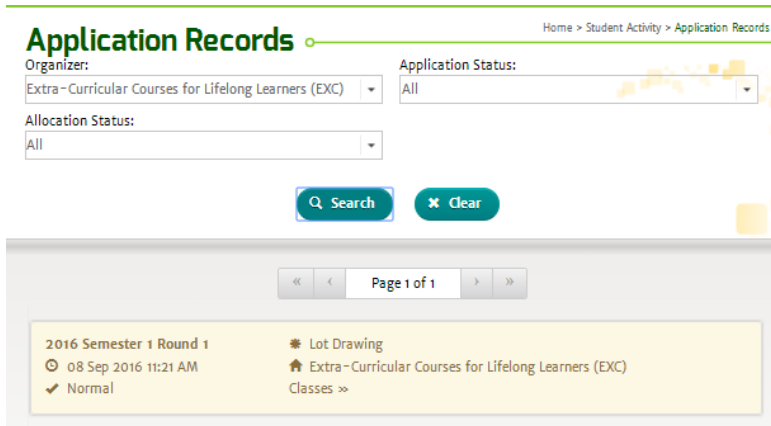 Application Records
Home > Student Activity > Application Records
Organizer:
Extra-Curricular Courses for Lifelong Learners (EXC)
Application Status:
All
Allocation Status:
All
Search
Clear
« ‹ Page 1 of 1 › »
2016 Semester 1 Round 1
08 Sep 2016 11:21 AM
Normal
Lot Drawing
Extra-Curricular Courses for Lifelong Learners (EXC)
Classes »